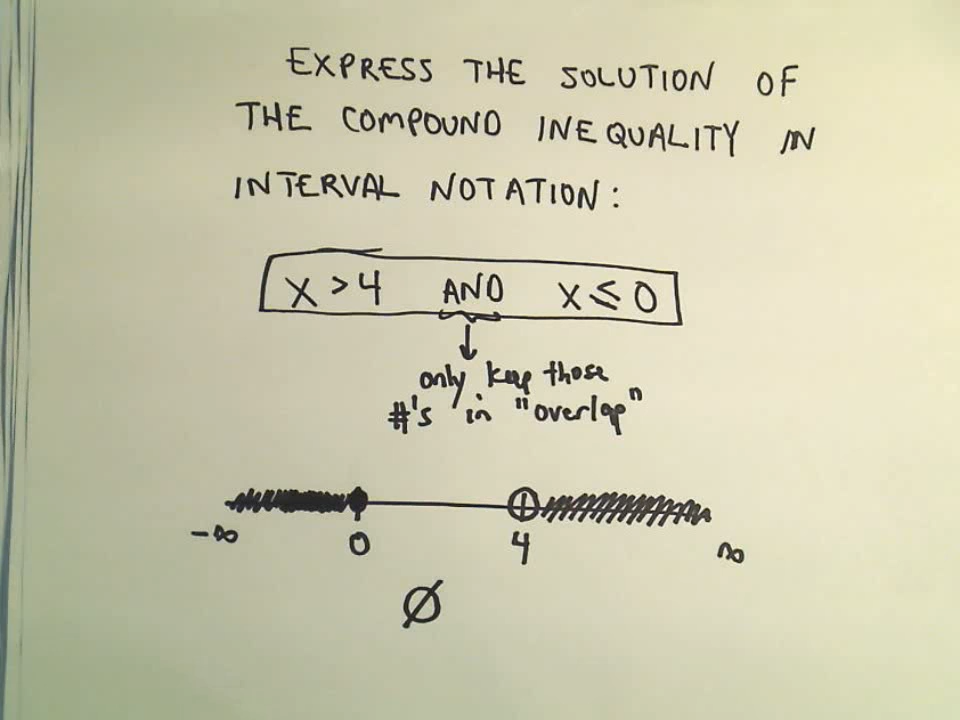 EXPRESS THE SOLUTION OF
THE COMPOUND INEQUALITY IN
INTERVAL NOTATION:
X > 4 AND X ≤ 0
only keep those
#'s in "overlap"
-∞ 0 4 ∞
∅